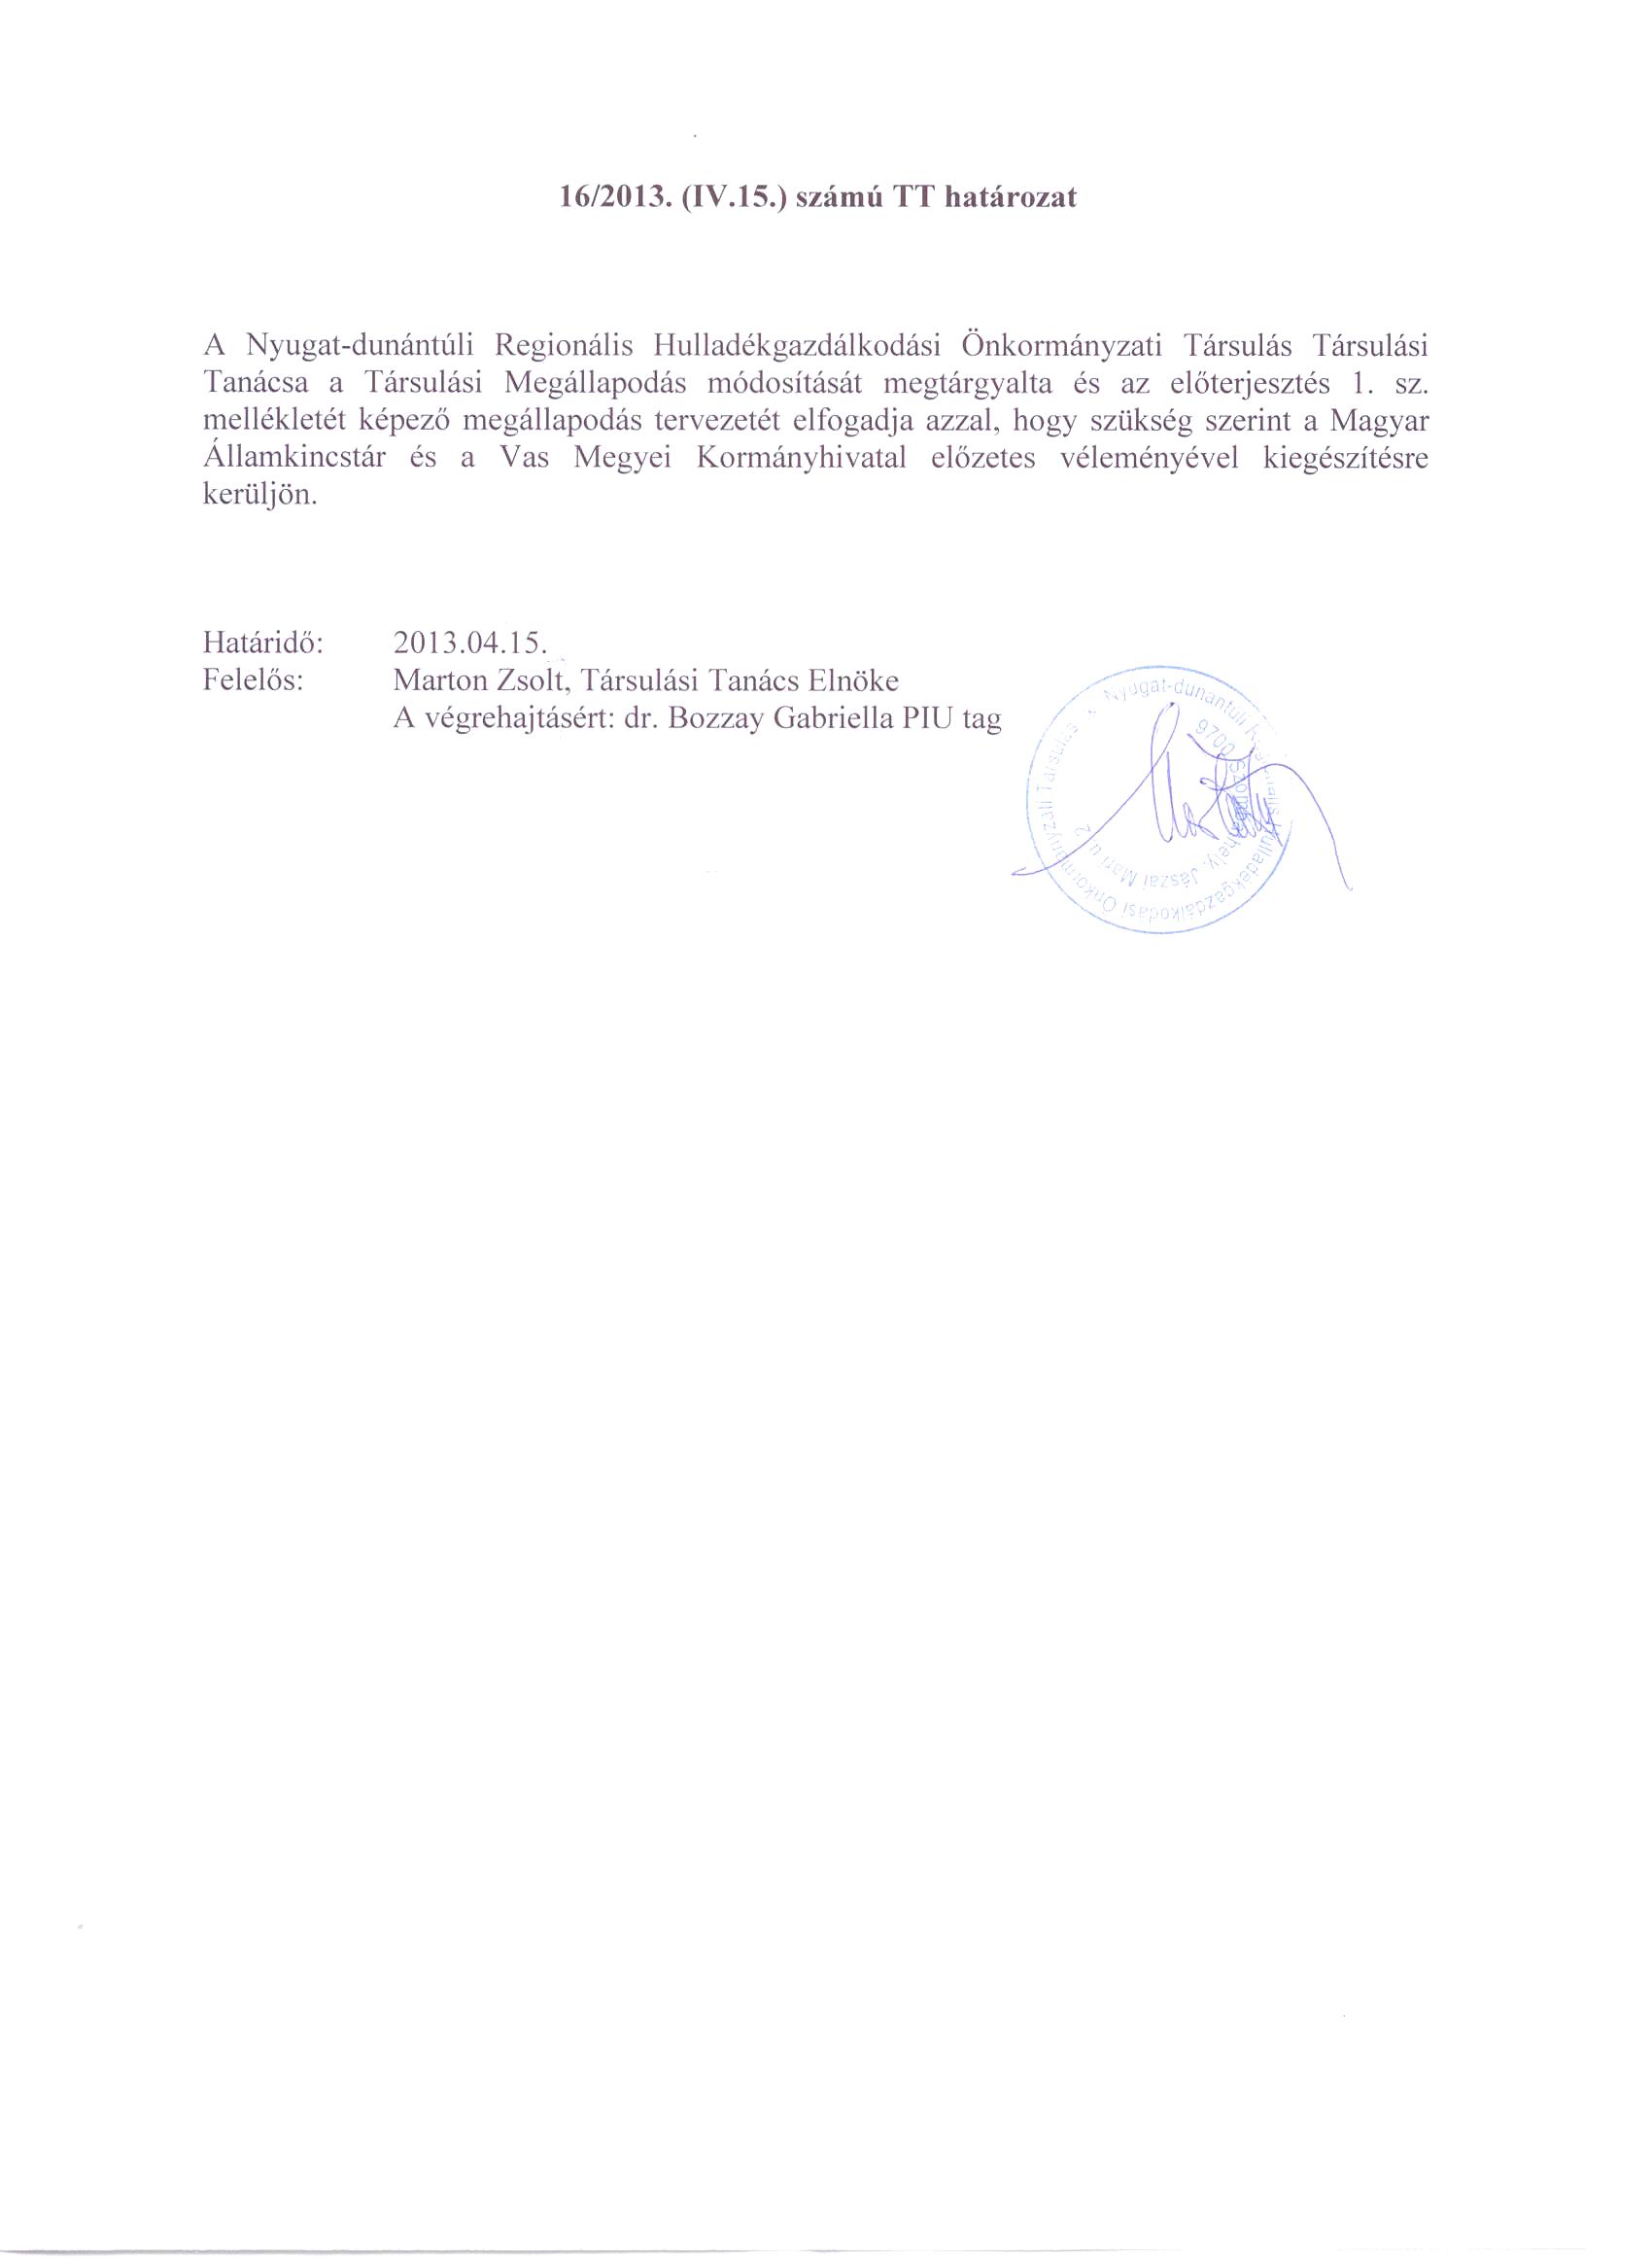 16/2013. (IV.15.) számú TT határozat
A Nyugat-dunántúli Regionális Hulladékgazdálkodási Önkormányzati Társulás Társulási
Tanácsa a Társulási Megállapodás módosítását megtárgyalta és az előterjesztés 1. sz.
mellékletét képező megállapodás tervezetét elfogadja azzal, hogy szükség szerint a Magyar
Államkincstár és a Vas Megyei Kormányhivatal előzetes véleményével kiegészítésre
kerüljön.
Határidő: 2013.04.15.
Felelős: Marton Zsolt, Társulási Tanács Elnöke
A végrehajtásért: dr. Bozzay Gabriella PIU tag
Nyugat-dunántúli Hulladékgazdálkodási Önkormányzati Társulás
9700 Jászai Mari u. 2